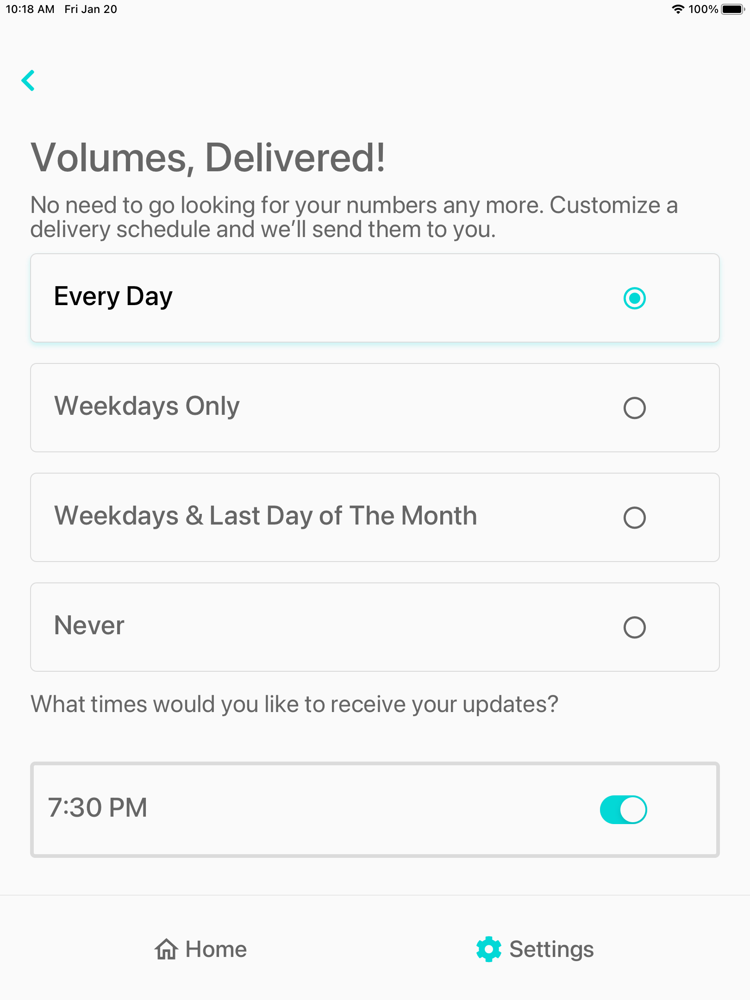 10:18 AM Fri Jan 20 100%
Volumes, Delivered!
No need to go looking for your numbers any more. Customize a
delivery schedule and we’ll send them to you.
Every Day
Weekdays Only
Weekdays & Last Day of The Month
Never
What times would you like to receive your updates?
7:30 PM
Home Settings